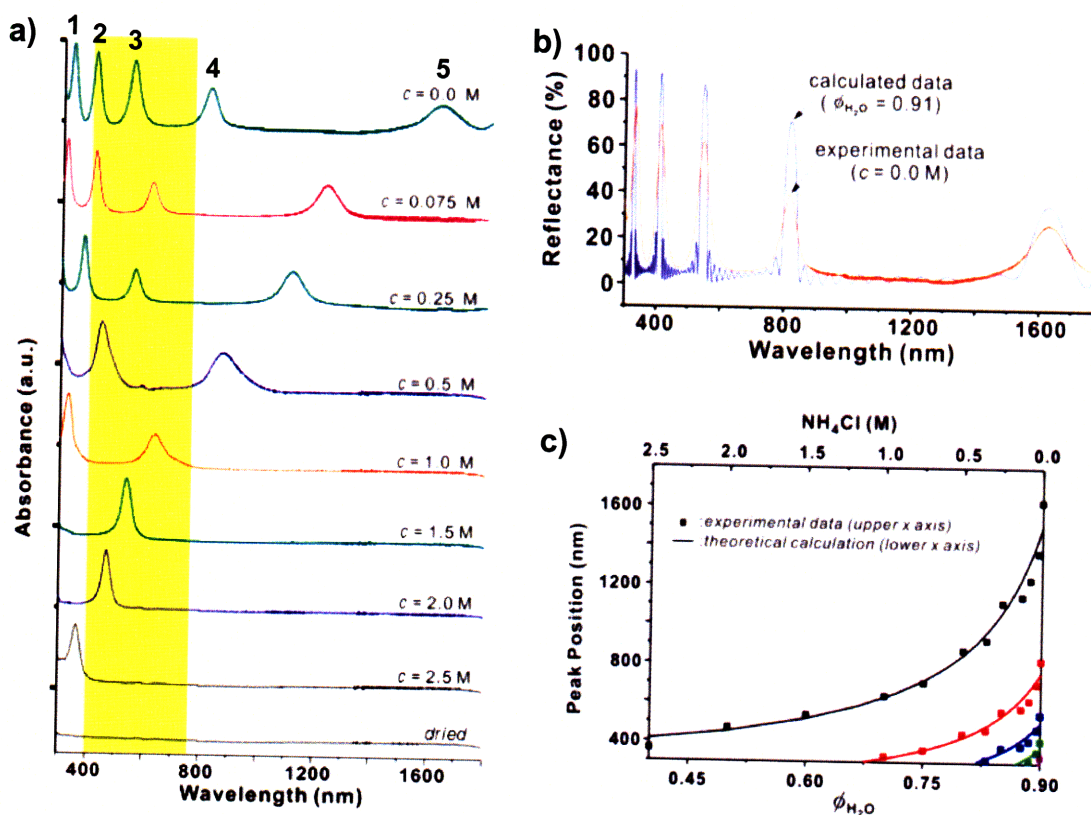 a)
1 2 3 4 5
c = 0.0 M
c = 0.075 M
c = 0.25 M
c = 0.5 M
c = 1.0 M
c = 1.5 M
c = 2.0 M
c = 2.5 M
dried
Absorbance (a.u.)
400 800 1200 1600
Wavelength (nm)
b)
100
80
60
40
20
0
Reflectance (%)
calculated data
(ϕH₂O = 0.91)
experimental data
(c = 0.0 M)
400 800 1200 1600
Wavelength (nm)
c)
NH₄Cl (M)
2.5 2.0 1.5 1.0 0.5 0.0
1600
1200
800
400
Peak Position (nm)
:experimental data (upper x axis)
:theoretical calculation (lower x axis)
0.45 0.60 0.75 0.90
ϕH₂O